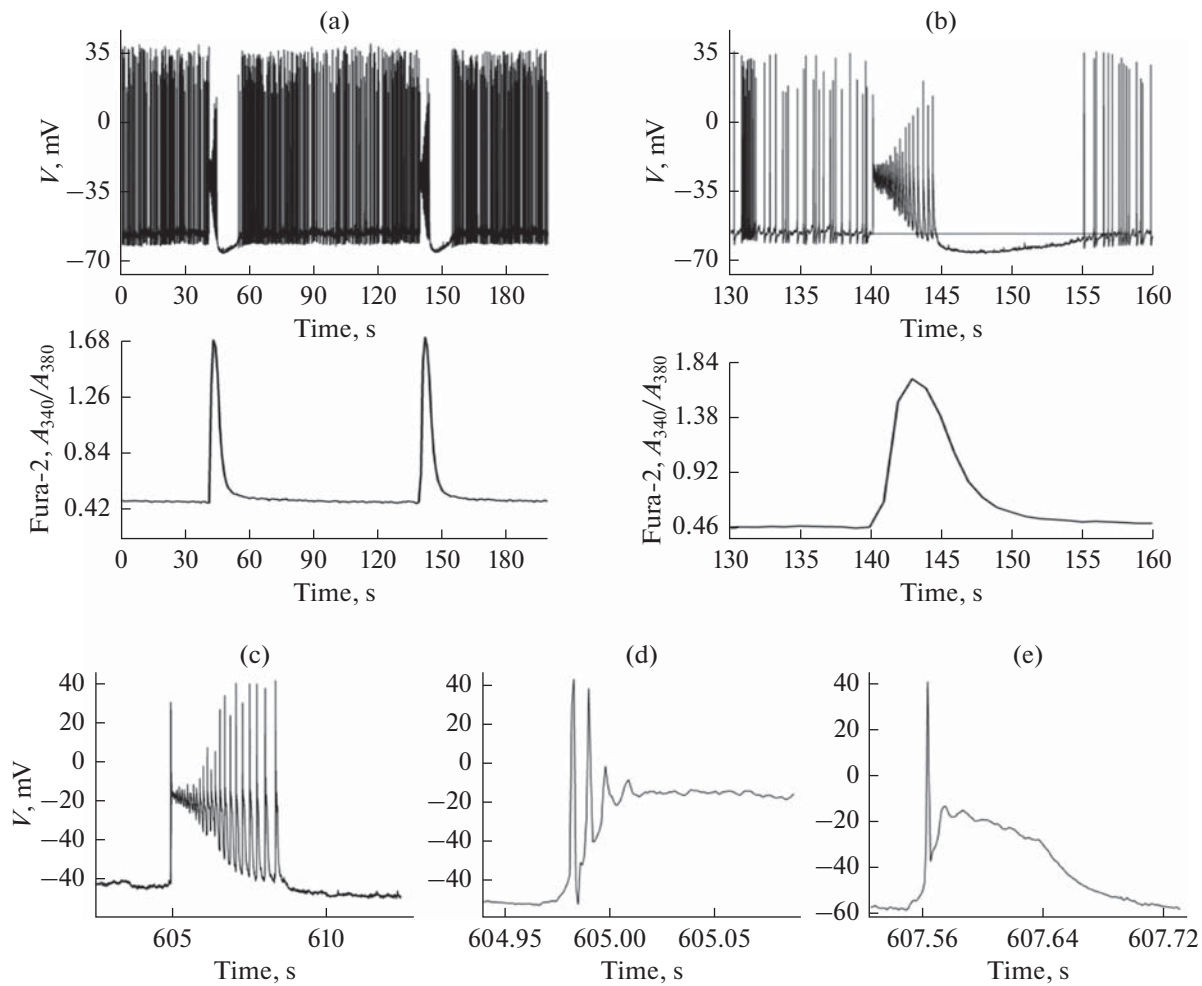 (a)
V, mV
35
0
−35
−70
0 30 60 90 120 150 180
Time, s
Fura-2, A340/A380
1.68
1.26
0.84
0.42
0 30 60 90 120 150 180
Time, s
(b)
V, mV
35
0
−35
−70
130 135 140 145 150 155 160
Time, s
Fura-2, A340/A380
1.84
1.38
0.92
0.46
130 135 140 145 150 155 160
Time, s
(c)
V, mV
40
20
0
−20
−40
−40
605 610
Time, s
(d)
40
20
0
−20
−40
−40
604.95 605.00 605.05
Time, s
(e)
40
20
0
−20
−40
−60
607.56 607.64 607.72
Time, s